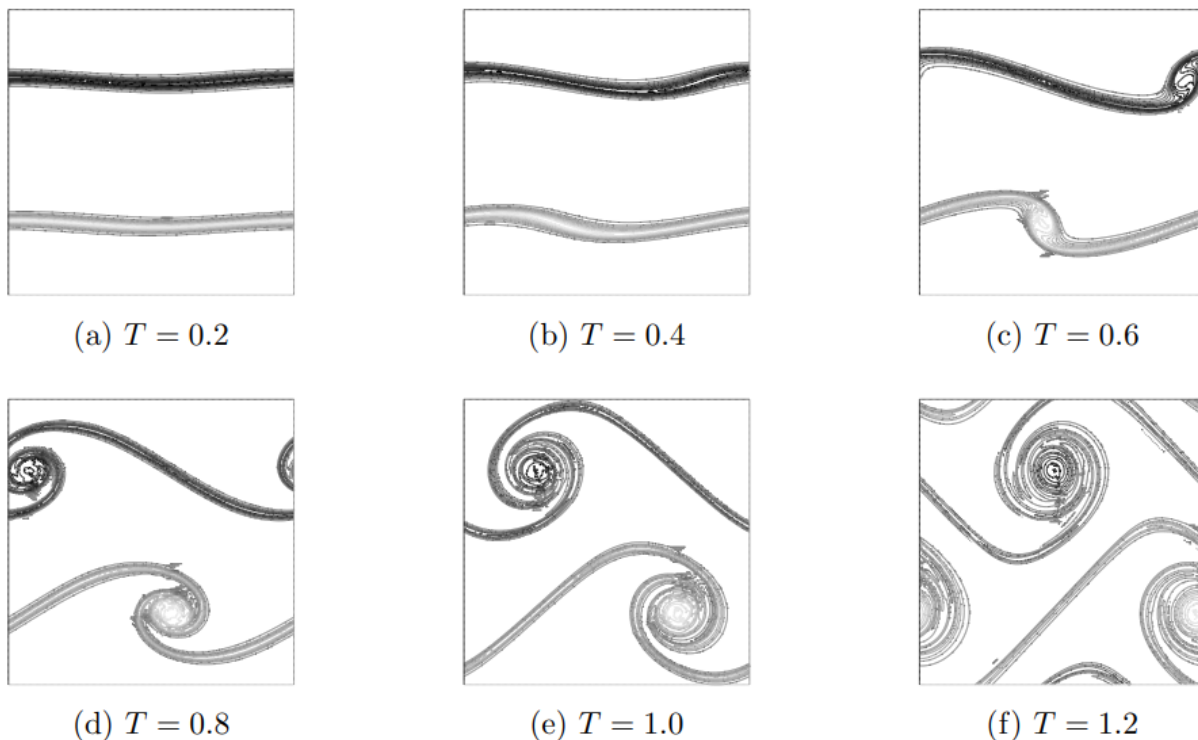 (a) T = 0.2
(b) T = 0.4
(c) T = 0.6
(d) T = 0.8
(e) T = 1.0
(f) T = 1.2